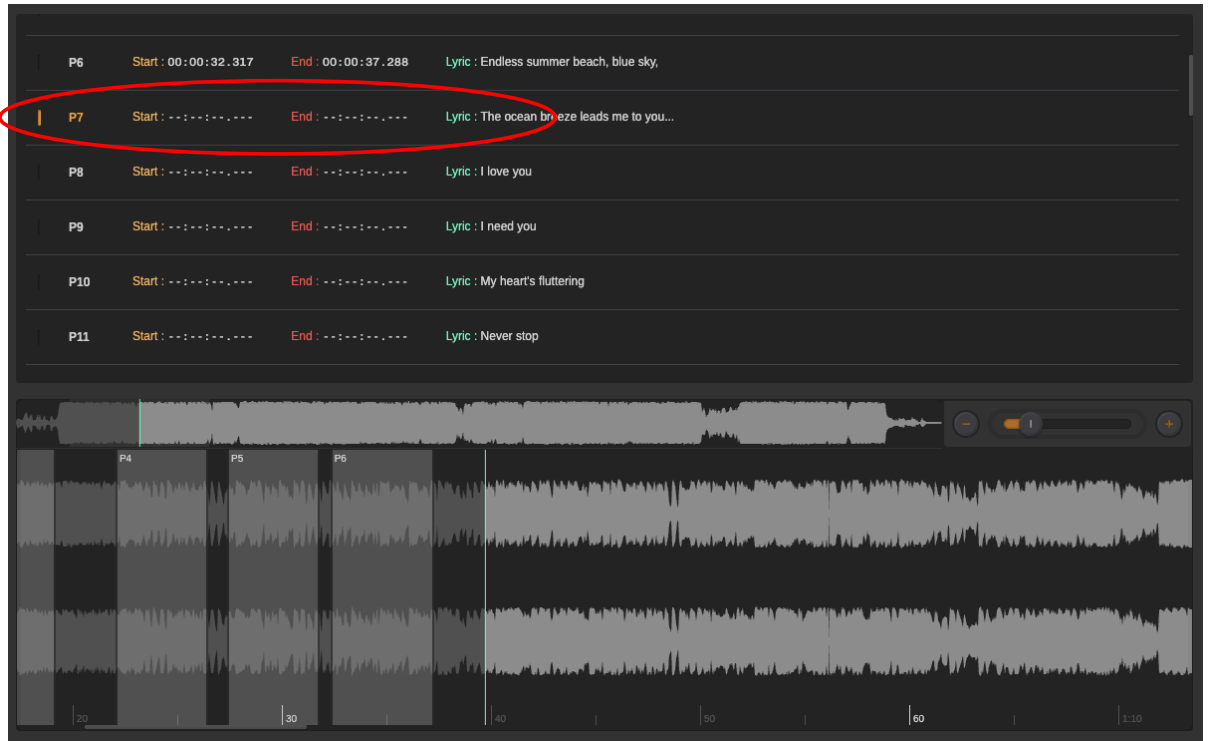 P6 Start : 00:00:32.317 End : 00:00:37.288 Lyric : Endless summer beach, blue sky,
P7 Start : --:--:--.--- End : --:--:--.--- Lyric : The ocean breeze leads me to you...
P8 Start : --:--:--.--- End : --:--:--.--- Lyric : I love you
P9 Start : --:--:--.--- End : --:--:--.--- Lyric : I need you
P10 Start : --:--:--.--- End : --:--:--.--- Lyric : My heart's fluttering
P11 Start : --:--:--.--- End : --:--:--.--- Lyric : Never stop
P4 P5 P6
20 30 40 50 60 1:10